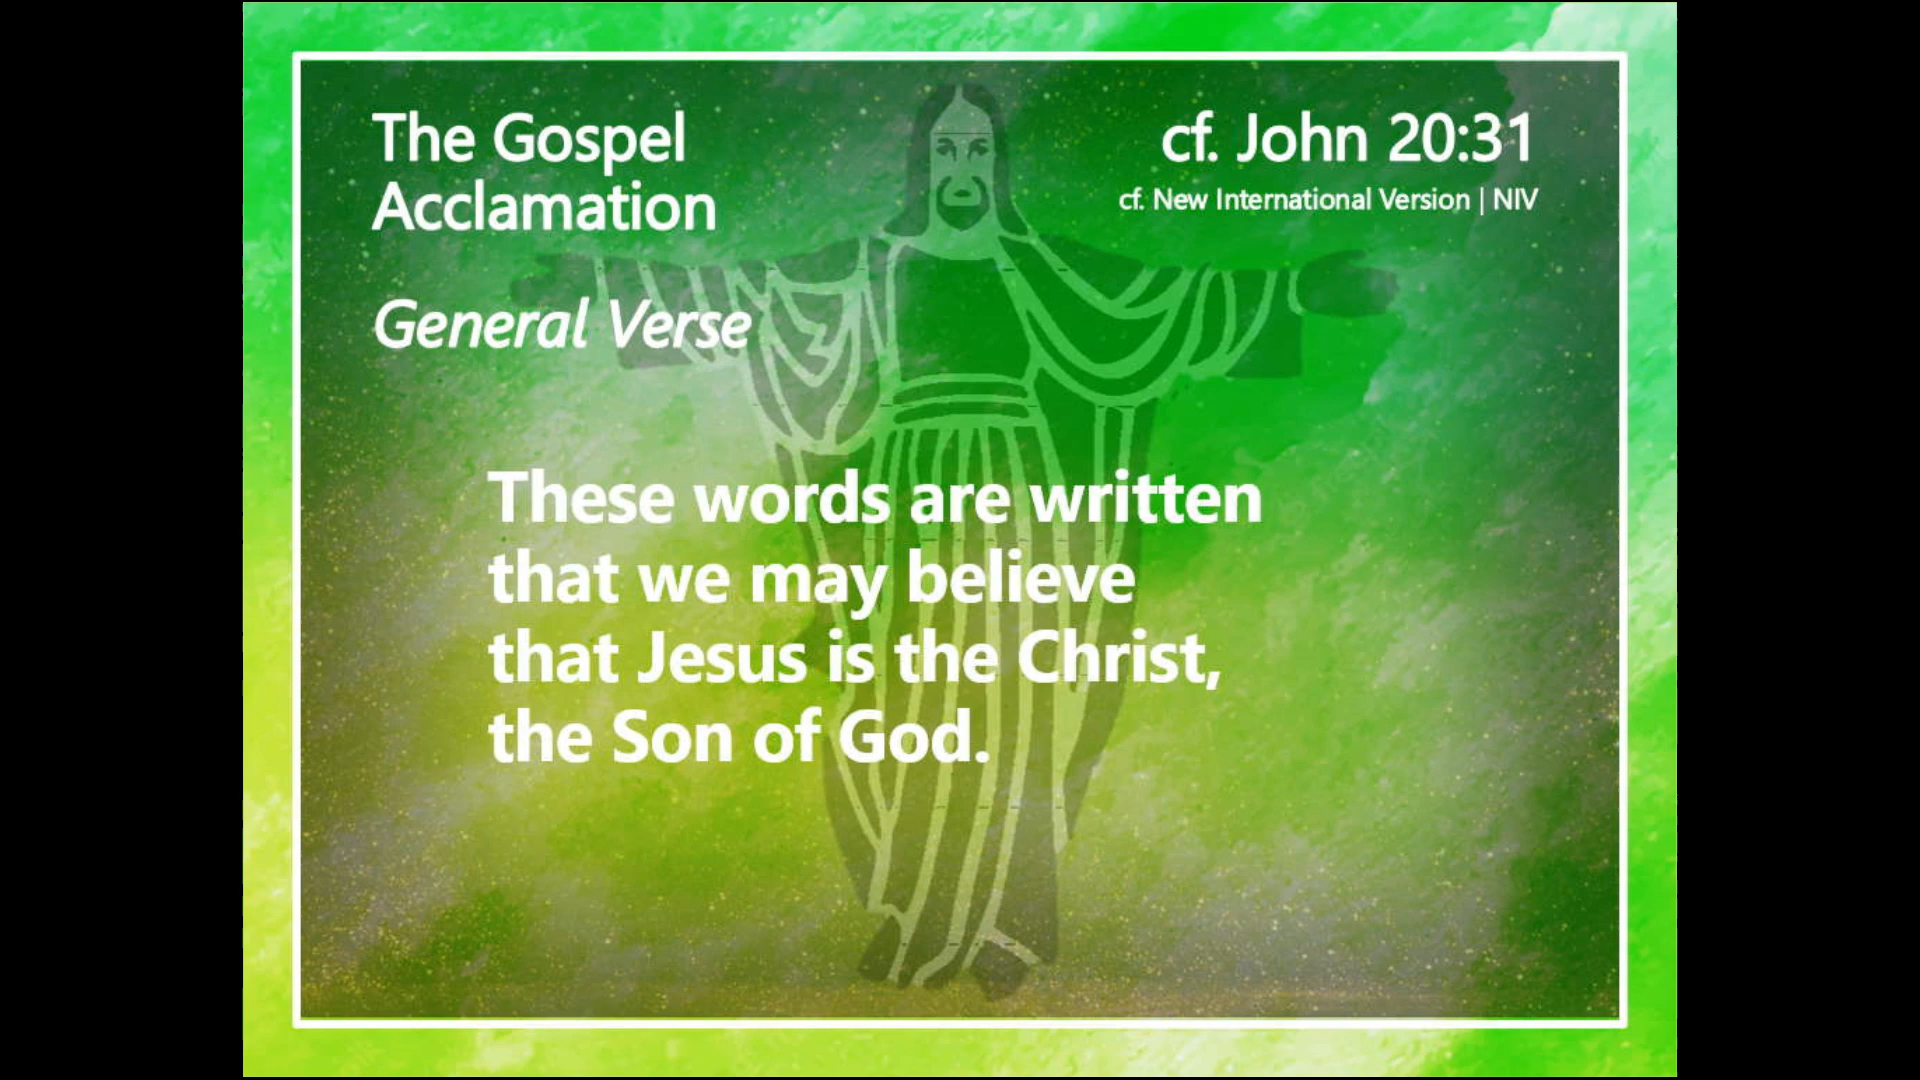 The Gospel
Acclamation
cf. John 20:31
cf. New International Version | NIV
General Verse
These words are written
that we may believe
that Jesus is the Christ,
the Son of God.